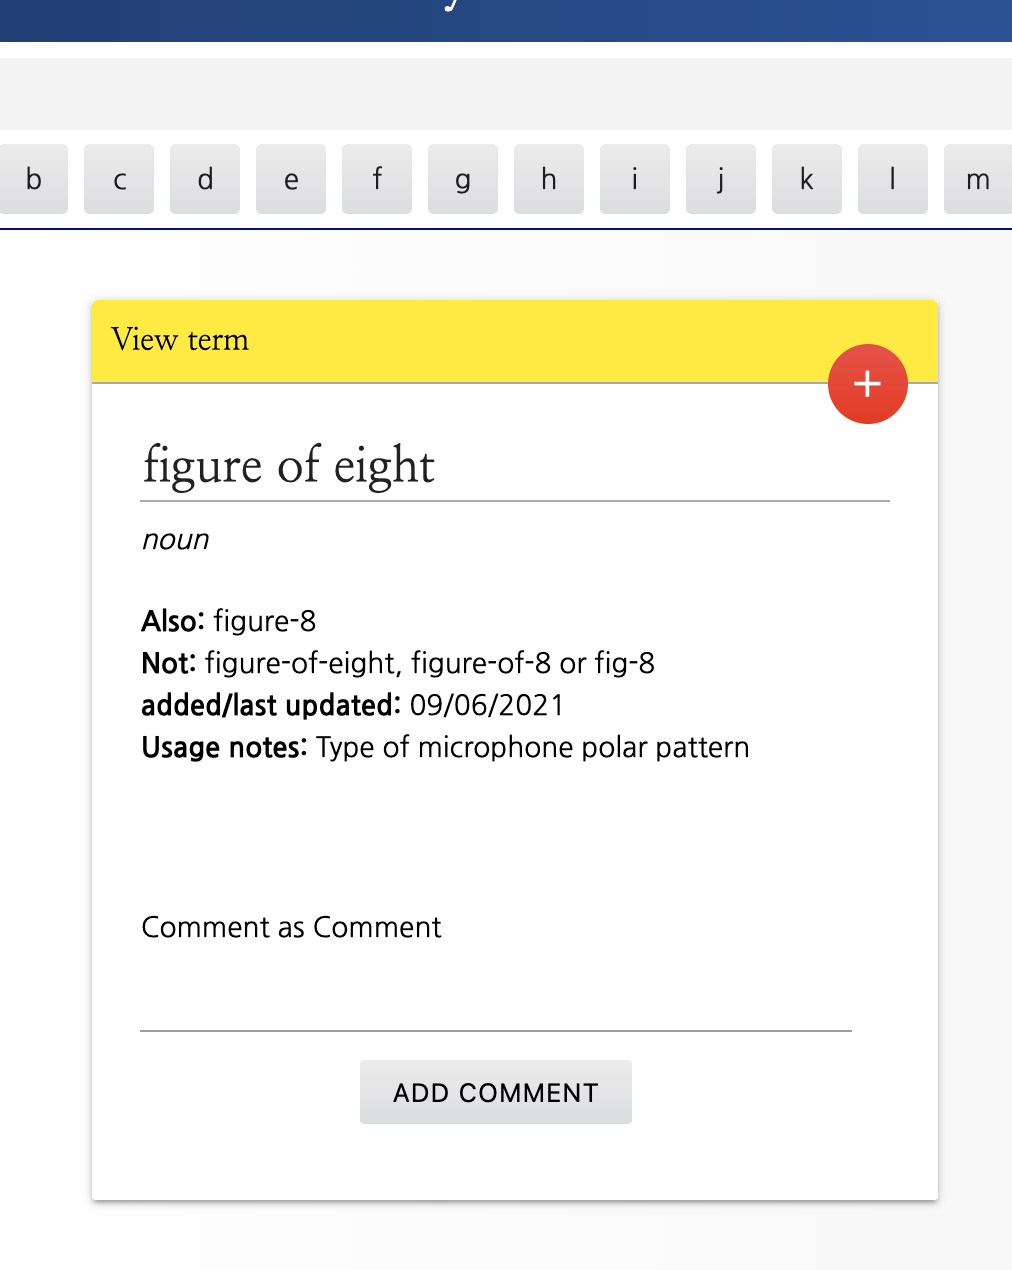 b c d e f g h i j k l m
View term
+
figure of eight
noun
Also: figure-8
Not: figure-of-eight, figure-of-8 or fig-8
added/last updated: 09/06/2021
Usage notes: Type of microphone polar pattern
Comment as Comment
ADD COMMENT